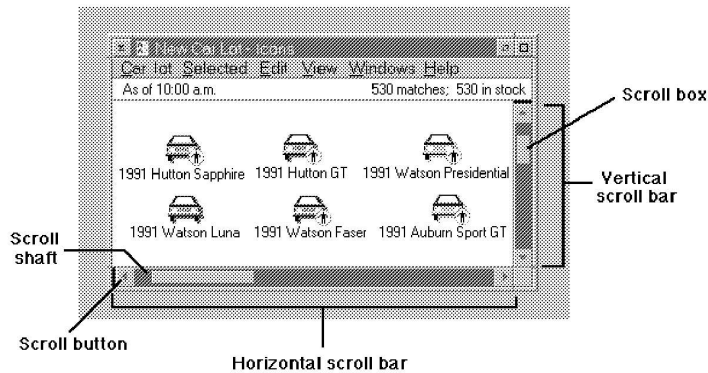 New Car Lot - Icons
Car lot Selected Edit View Windows Help
As of 10:00 a.m. 530 matches; 530 in stock
Scroll box
1991 Hutton Sapphire 1991 Hutton GT 1991 Watson Presidential
Vertical
scroll bar
1991 Watson Luna 1991 Watson Faser 1991 Auburn Sport GT
Scroll
shaft
Scroll button
Horizontal scroll bar